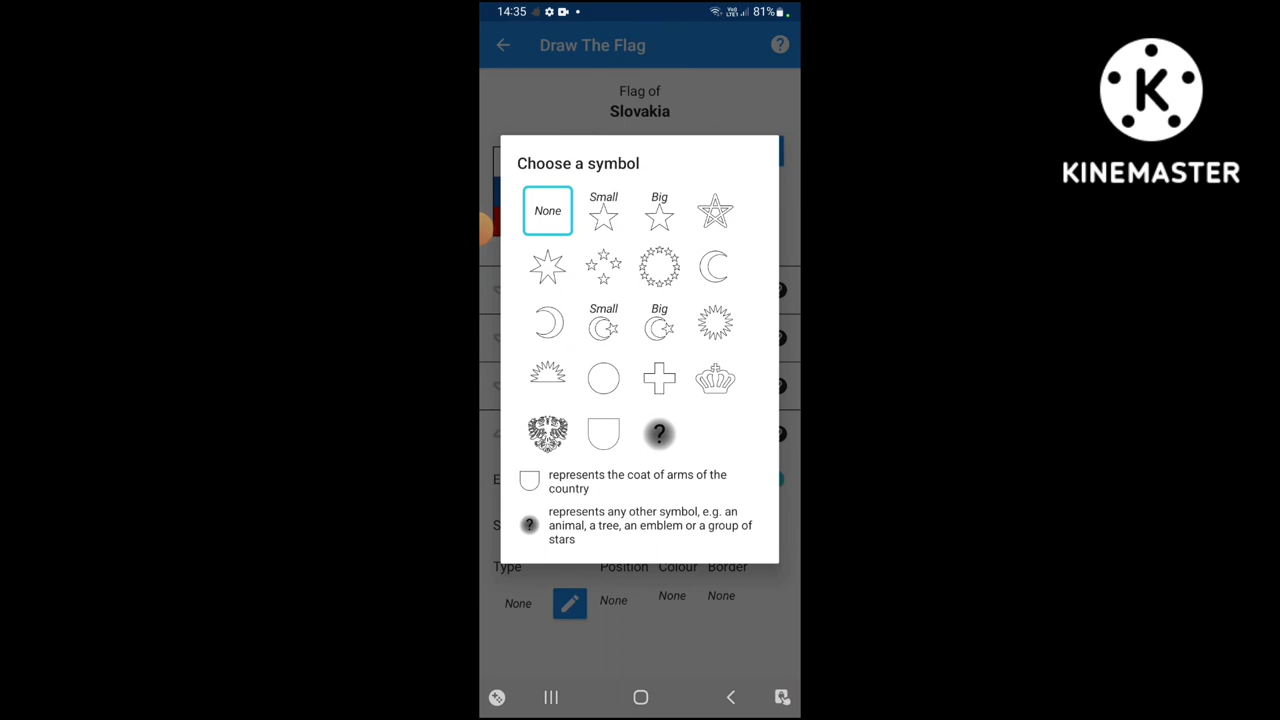 14:35
81%
Draw The Flag
?
Flag of
Slovakia
Choose a symbol
None
Small
Big
Small
Big
?
represents the coat of arms of the
country
? represents any other symbol, e.g. an
animal, a tree, an emblem or a group of
stars
Type Position Colour Border
None None None None
K
KINEMASTER